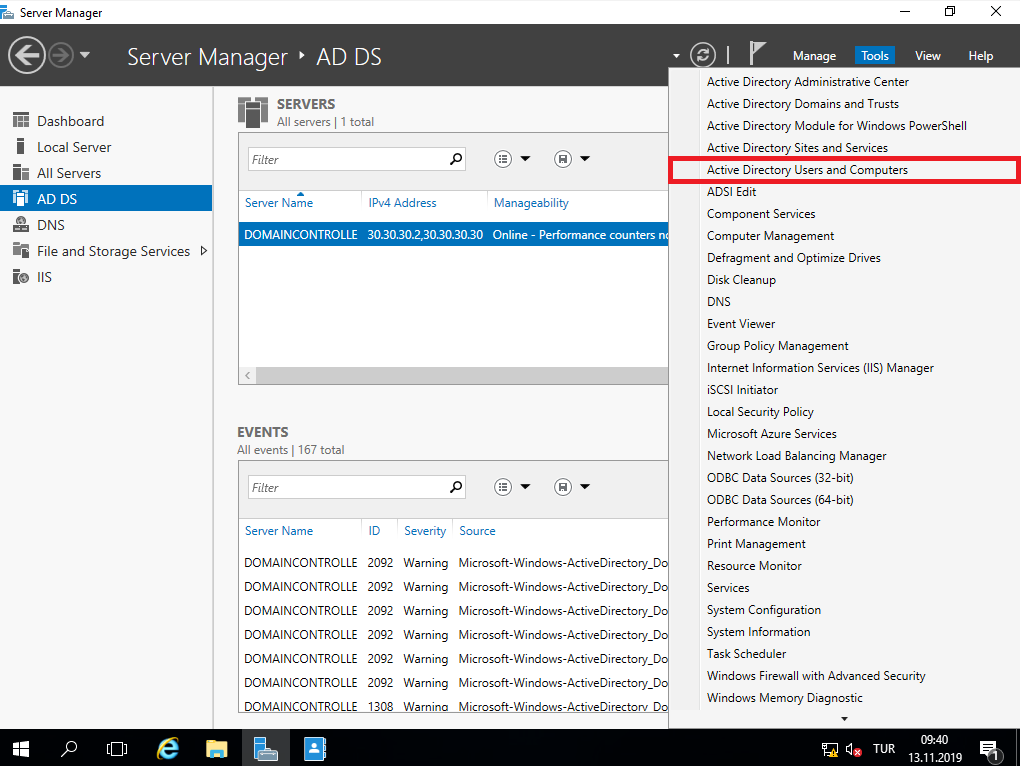 Server Manager
Server Manager ‣ AD DS
Manage Tools View Help
Dashboard
Local Server
All Servers
AD DS
DNS
File and Storage Services
IIS
SERVERS
All servers | 1 total
Filter
Server Name IPv4 Address Manageability
DOMAINCONTROLLE 30.30.30.2,30.30.30.30 Online - Performance counters no
EVENTS
All events | 167 total
Filter
Server Name ID Severity Source
DOMAINCONTROLLE 2092 Warning Microsoft-Windows-ActiveDirectory_Do
DOMAINCONTROLLE 2092 Warning Microsoft-Windows-ActiveDirectory_Do
DOMAINCONTROLLE 2092 Warning Microsoft-Windows-ActiveDirectory_Do
DOMAINCONTROLLE 2092 Warning Microsoft-Windows-ActiveDirectory_Do
DOMAINCONTROLLE 2092 Warning Microsoft-Windows-ActiveDirectory_Do
DOMAINCONTROLLE 2092 Warning Microsoft-Windows-ActiveDirectory_Do
DOMAINCONTROLLE 1308 Warning Microsoft-Windows-ActiveDirectory_Do
Active Directory Administrative Center
Active Directory Domains and Trusts
Active Directory Module for Windows PowerShell
Active Directory Sites and Services
Active Directory Users and Computers
ADSI Edit
Component Services
Computer Management
Defragment and Optimize Drives
Disk Cleanup
DNS
Event Viewer
Group Policy Management
Internet Information Services (IIS) Manager
iSCSI Initiator
Local Security Policy
Microsoft Azure Services
Network Load Balancing Manager
ODBC Data Sources (32-bit)
ODBC Data Sources (64-bit)
Performance Monitor
Print Management
Resource Monitor
Services
System Configuration
System Information
Task Scheduler
Windows Firewall with Advanced Security
Windows Memory Diagnostic
TUR
09:40
13.11.2019
1